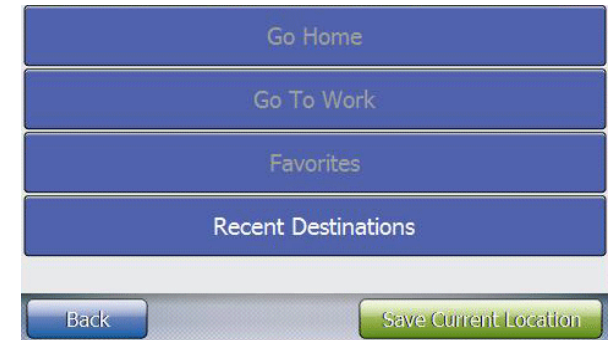 Go Home
Go To Work
Favorites
Recent Destinations
Back
Save Current Location